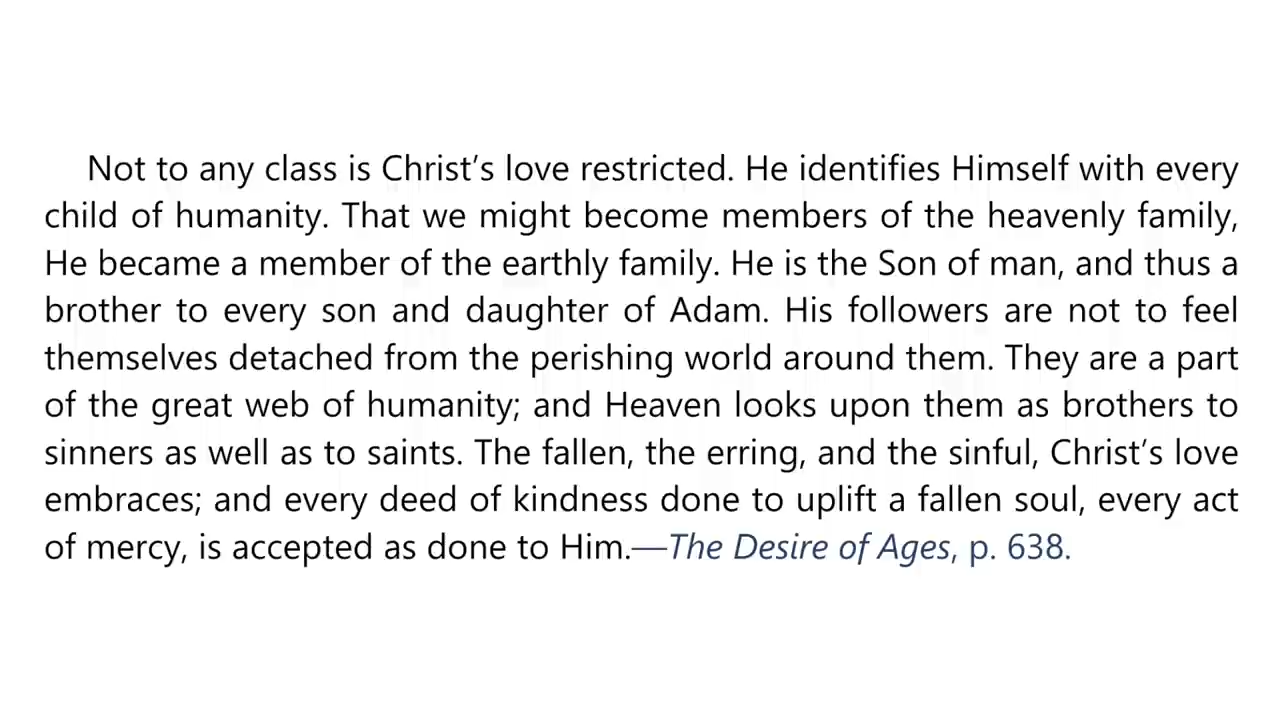 Not to any class is Christ’s love restricted. He identifies Himself with every
child of humanity. That we might become members of the heavenly family,
He became a member of the earthly family. He is the Son of man, and thus a
brother to every son and daughter of Adam. His followers are not to feel
themselves detached from the perishing world around them. They are a part
of the great web of humanity; and Heaven looks upon them as brothers to
sinners as well as to saints. The fallen, the erring, and the sinful, Christ’s love
embraces; and every deed of kindness done to uplift a fallen soul, every act
of mercy, is accepted as done to Him.—The Desire of Ages, p. 638.